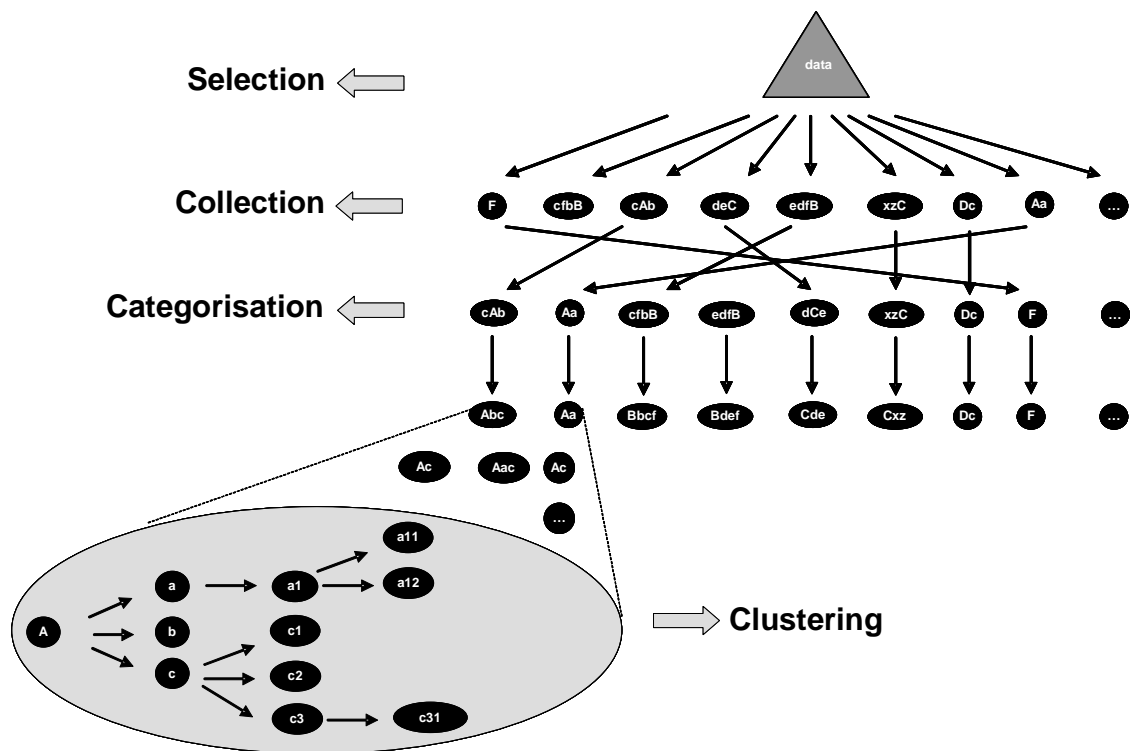 data
Selection
Collection
F cfbB cAb deC edfB xzC Dc Aa ...
Categorisation
cAb Aa cfbB edfB dCe xzC Dc F ...
Abc Aa Bbcf Bdef Cde Cxz Dc F ...
Ac Aac Ac
...
a11
a a1 a12
A b c1
c c2
c3 c31
Clustering